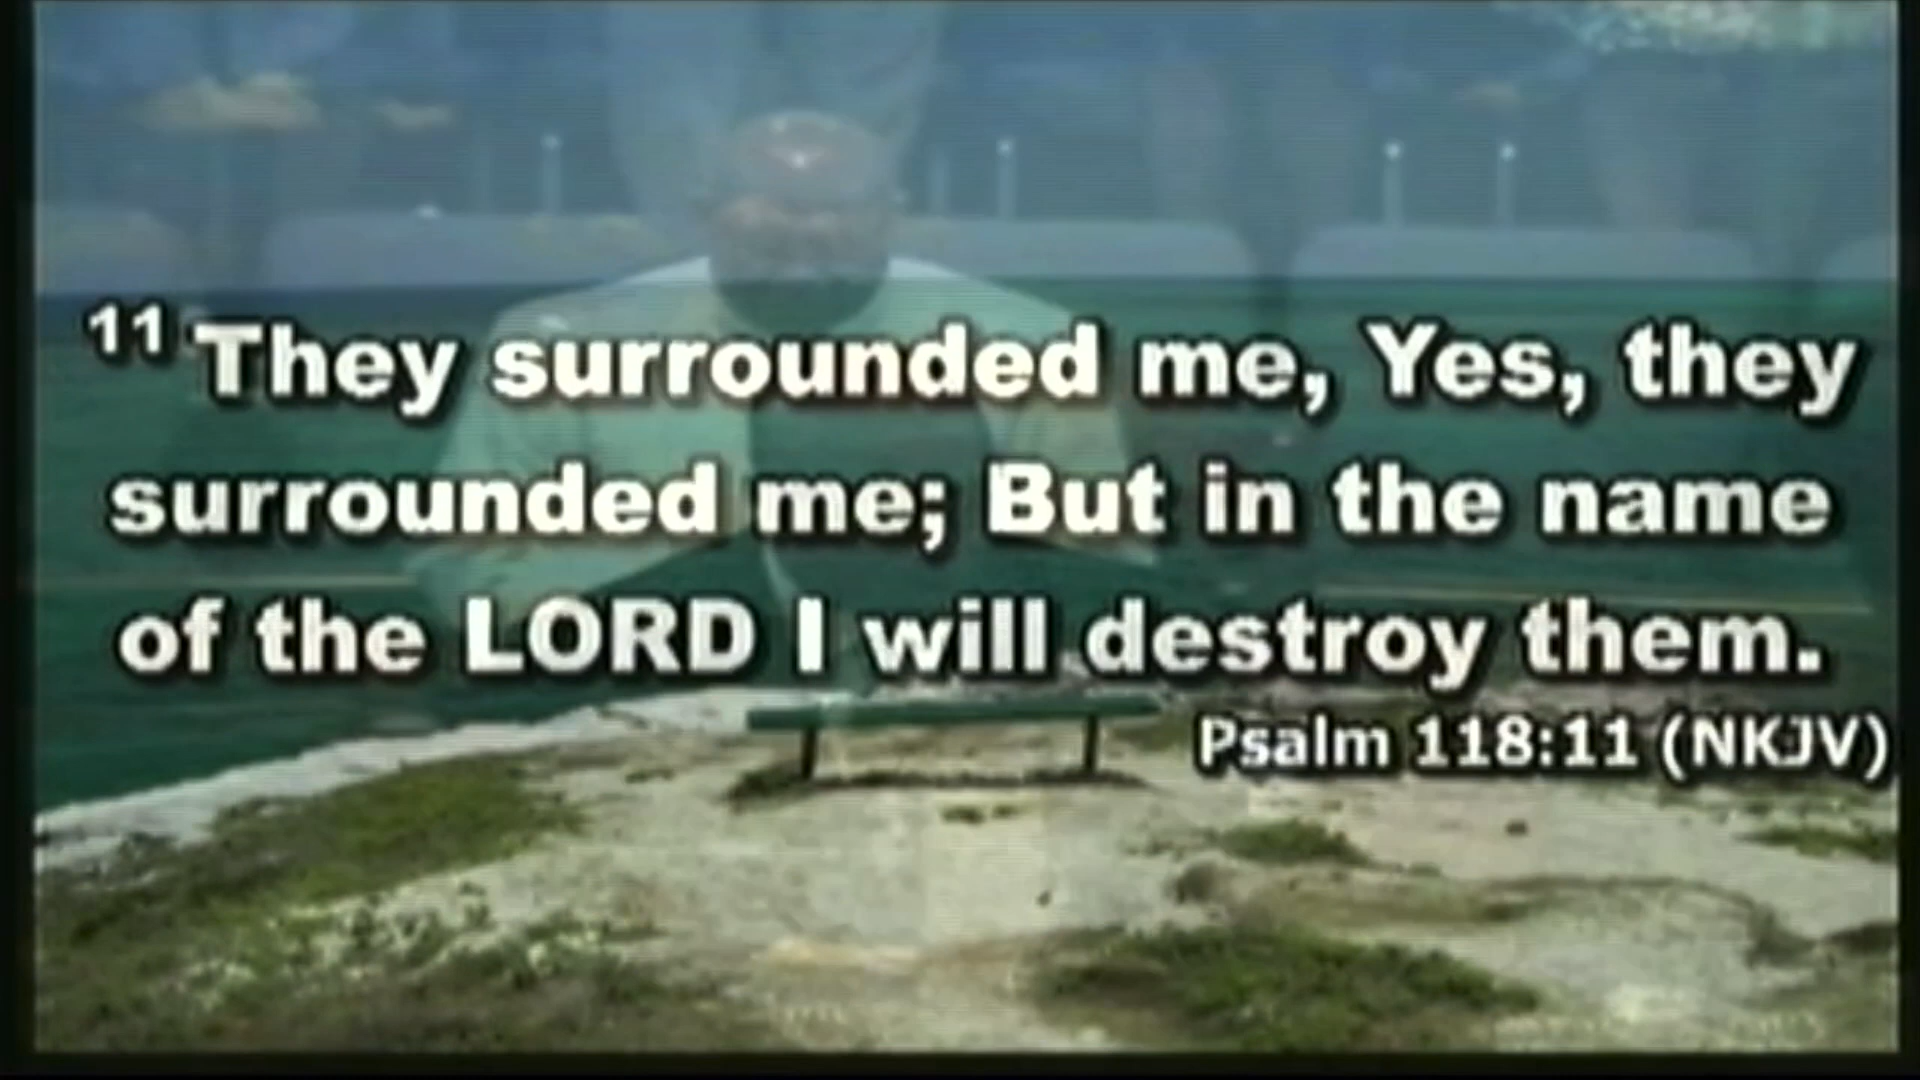 11 They surrounded me, Yes, they
surrounded me; But in the name
of the LORD I will destroy them.
Psalm 118:11 (NKJV)